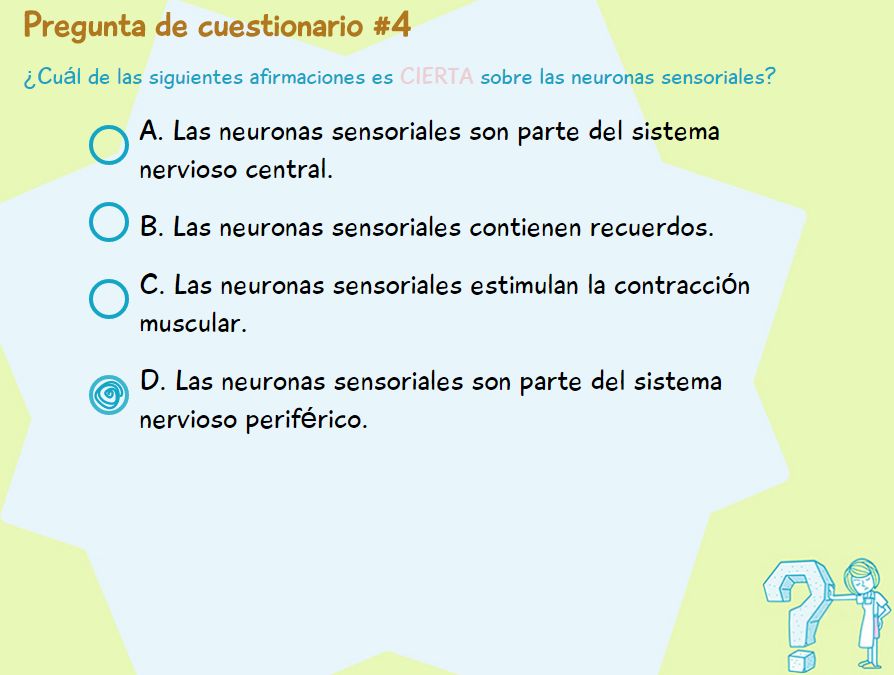 Pregunta de cuestionario #4
¿Cuál de las siguientes afirmaciones es CIERTA sobre las neuronas sensoriales?
A. Las neuronas sensoriales son parte del sistema
nervioso central.
B. Las neuronas sensoriales contienen recuerdos.
C. Las neuronas sensoriales estimulan la contracción
muscular.
D. Las neuronas sensoriales son parte del sistema
nervioso periférico.